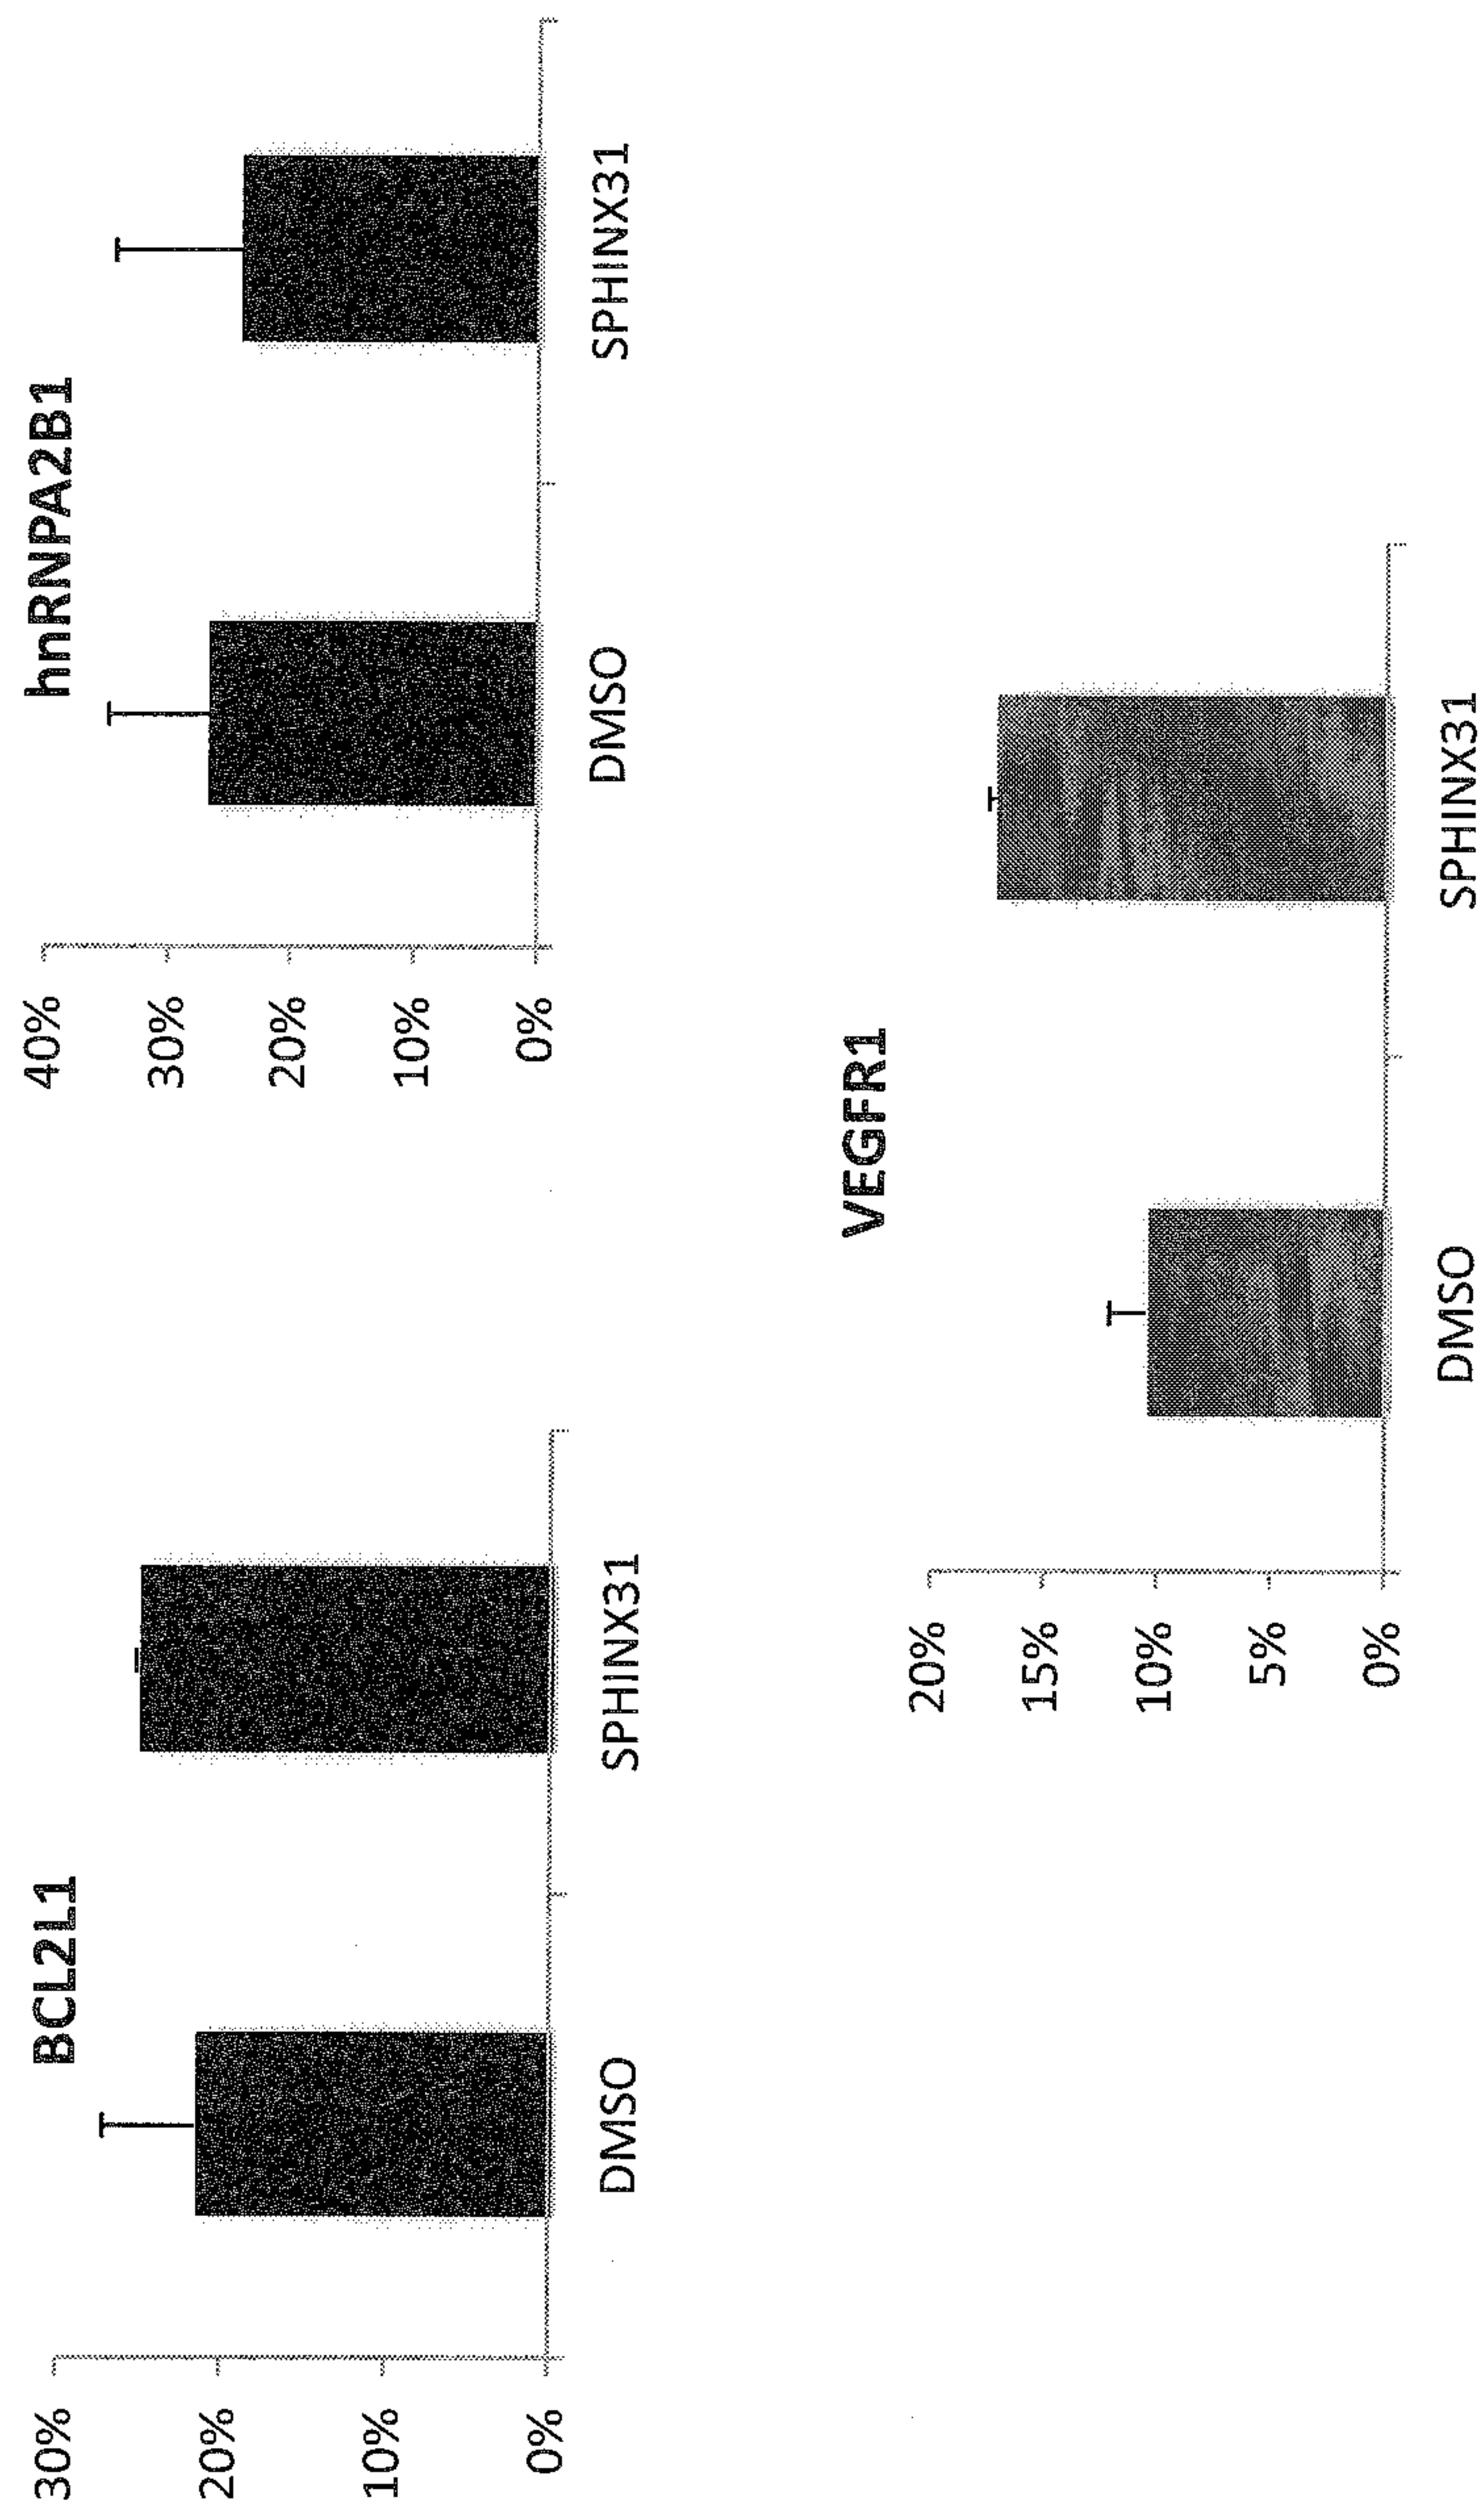 BCL2L1
30%
20%
10%
0%
DMSO
SPHINX31
hnRNPA2B1
40%
30%
20%
10%
0%
DMSO
SPHINX31
VEGFR1
20%
15%
10%
5%
0%
DMSO
SPHINX31